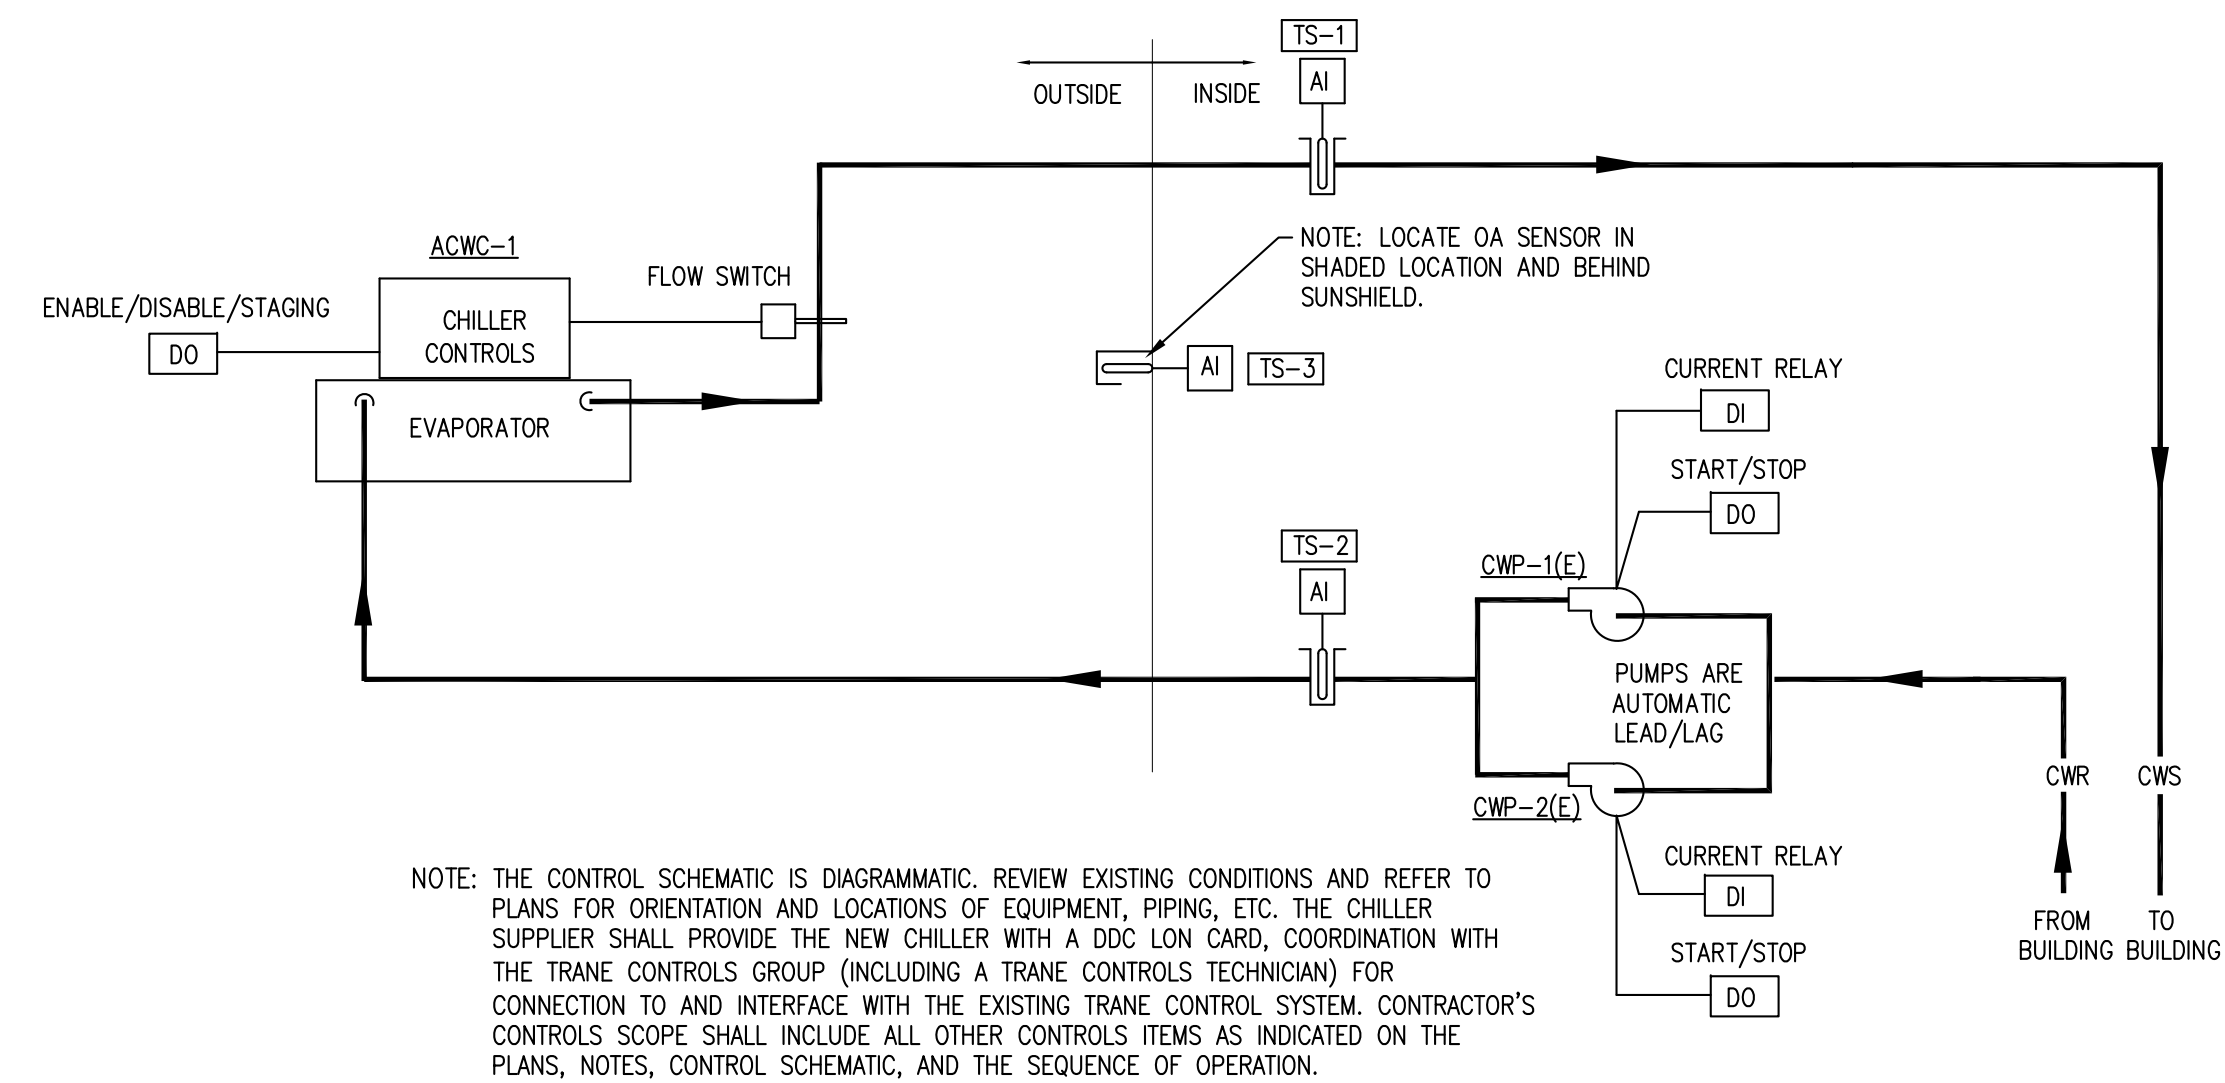 TS-1
AI
OUTSIDE
INSIDE
NOTE: LOCATE OA SENSOR IN
SHADED LOCATION AND BEHIND
SUNSHIELD.
ACWC-1
FLOW SWITCH
ENABLE/DISABLE/STAGING
DO
CHILLER
CONTROLS
EVAPORATOR
AI
TS-3
CURRENT RELAY
DI
START/STOP
DO
TS-2
AI
CWP-1(E)
PUMPS ARE
AUTOMATIC
LEAD/LAG
CWP-2(E)
CURRENT RELAY
DI
START/STOP
DO
CWR
CWS
FROM
BUILDING
TO
BUILDING
NOTE: THE CONTROL SCHEMATIC IS DIAGRAMMATIC. REVIEW EXISTING CONDITIONS AND REFER TO
PLANS FOR ORIENTATION AND LOCATIONS OF EQUIPMENT, PIPING, ETC. THE CHILLER
SUPPLIER SHALL PROVIDE THE NEW CHILLER WITH A DDC LON CARD, COORDINATION WITH
THE TRANE CONTROLS GROUP (INCLUDING A TRANE CONTROLS TECHNICIAN) FOR
CONNECTION TO AND INTERFACE WITH THE EXISTING TRANE CONTROL SYSTEM. CONTRACTOR'S
CONTROLS SCOPE SHALL INCLUDE ALL OTHER CONTROLS ITEMS AS INDICATED ON THE
PLANS, NOTES, CONTROL SCHEMATIC, AND THE SEQUENCE OF OPERATION.